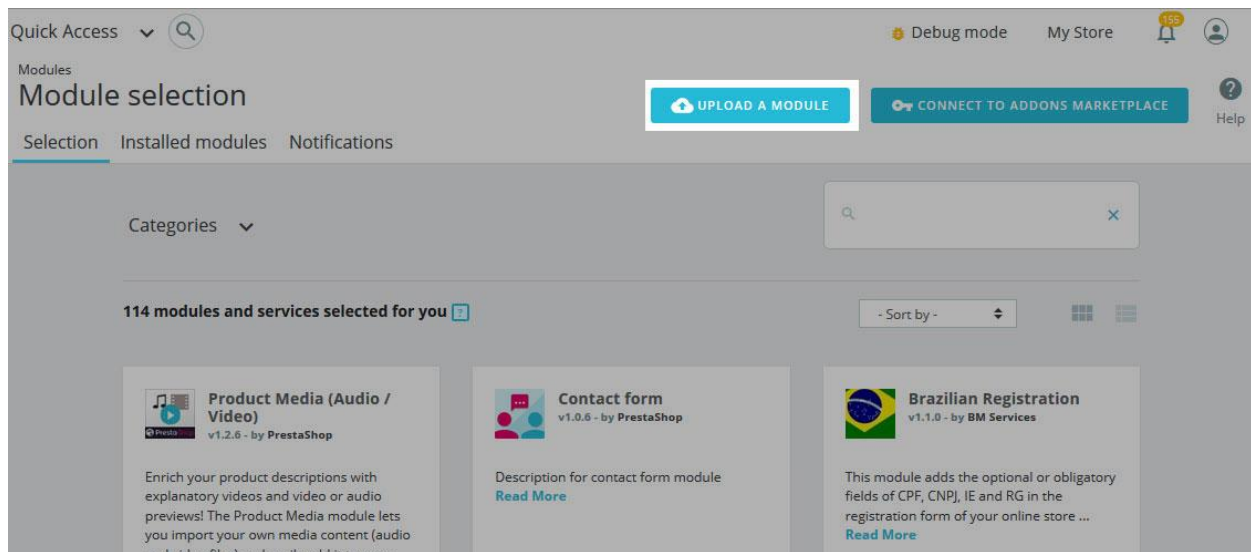 Quick Access
Debug mode
My Store
155
Modules
Module selection
UPLOAD A MODULE
CONNECT TO ADDONS MARKETPLACE
Help
Selection
Installed modules
Notifications
Categories
114 modules and services selected for you ?
- Sort by -
Product Media (Audio /
Video)
v1.2.6 - by PrestaShop
Enrich your product descriptions with
explanatory videos and video or audio
previews! The Product Media module lets
you import your own media content (audio
Contact form
v1.0.6 - by PrestaShop
Description for contact form module
Read More
Brazilian Registration
v1.1.0 - by BM Services
This module adds the optional or obligatory
fields of CPF, CNPJ, IE and RG in the
registration form of your online store ...
Read More